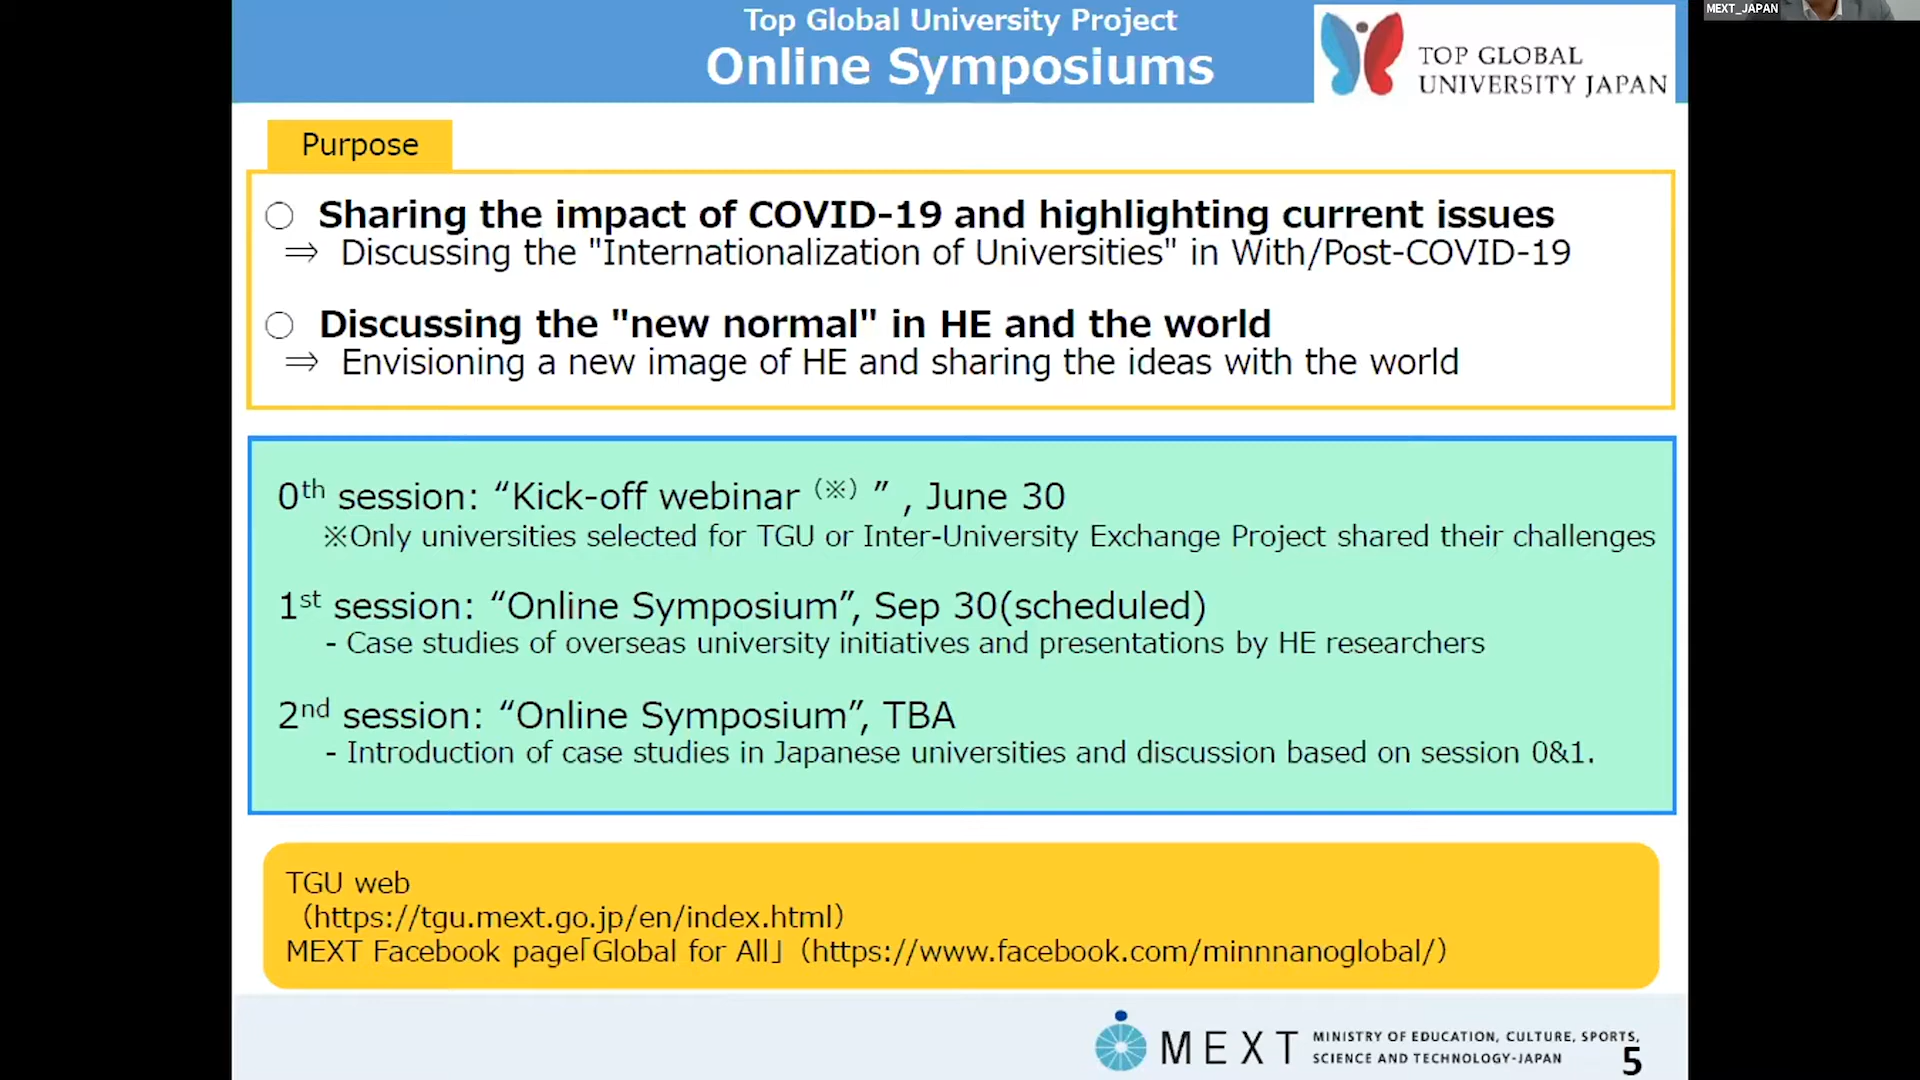 MEXT_JAPAN
Top Global University Project
Online Symposiums
TOP GLOBAL
UNIVERSITY JAPAN
Purpose
○ Sharing the impact of COVID-19 and highlighting current issues
⇒ Discussing the "Internationalization of Universities" in With/Post-COVID-19
○ Discussing the "new normal" in HE and the world
⇒ Envisioning a new image of HE and sharing the ideas with the world
0th session: “Kick-off webinar（※）”, June 30
※Only universities selected for TGU or Inter-University Exchange Project shared their challenges
1st session: “Online Symposium”, Sep 30(scheduled)
- Case studies of overseas university initiatives and presentations by HE researchers
2nd session: “Online Symposium”, TBA
- Introduction of case studies in Japanese universities and discussion based on session 0&1.
TGU web
（https://tgu.mext.go.jp/en/index.html）
MEXT Facebook page「Global for All」（https://www.facebook.com/minnnanoglobal/）
MEXT
MINISTRY OF EDUCATION, CULTURE, SPORTS,
SCIENCE AND TECHNOLOGY-JAPAN
5